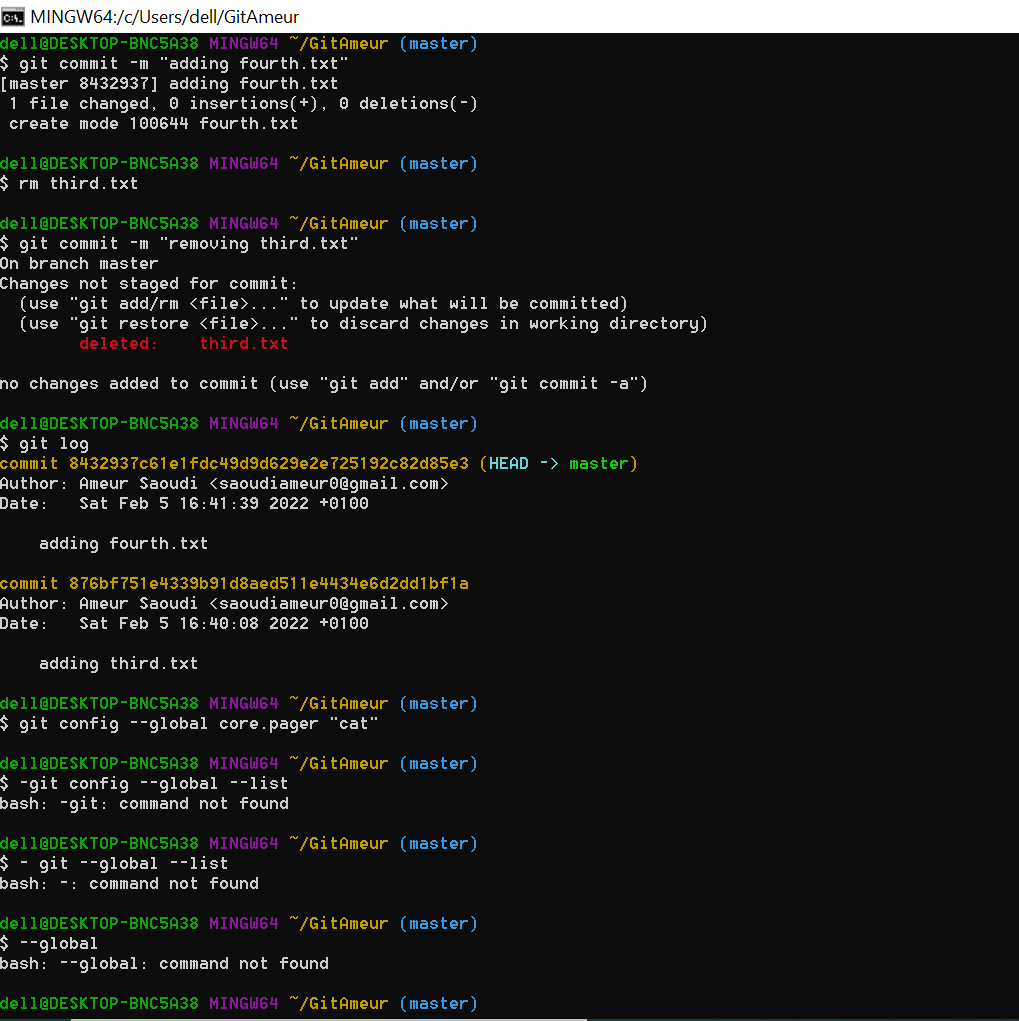 MINGW64:/c/Users/dell/GitAmeur
dell@DESKTOP-BNC5A38 MINGW64 ~/GitAmeur (master)
$ git commit -m "adding fourth.txt"
[master 8432937] adding fourth.txt
 1 file changed, 0 insertions(+), 0 deletions(-)
 create mode 100644 fourth.txt

dell@DESKTOP-BNC5A38 MINGW64 ~/GitAmeur (master)
$ rm third.txt

dell@DESKTOP-BNC5A38 MINGW64 ~/GitAmeur (master)
$ git commit -m "removing third.txt"
On branch master
Changes not staged for commit:
  (use "git add/rm <file>..." to update what will be committed)
  (use "git restore <file>..." to discard changes in working directory)
        deleted:    third.txt

no changes added to commit (use "git add" and/or "git commit -a")

dell@DESKTOP-BNC5A38 MINGW64 ~/GitAmeur (master)
$ git log
commit 8432937c61e1fdc49d9d629e2e725192c82d85e3 (HEAD -> master)
Author: Ameur Saoudi <saoudiameur0@gmail.com>
Date:   Sat Feb 5 16:41:39 2022 +0100

    adding fourth.txt

commit 876bf751e4339b91d8aed511e4434e6d2dd1bf1a
Author: Ameur Saoudi <saoudiameur0@gmail.com>
Date:   Sat Feb 5 16:40:08 2022 +0100

    adding third.txt

dell@DESKTOP-BNC5A38 MINGW64 ~/GitAmeur (master)
$ git config --global core.pager "cat"

dell@DESKTOP-BNC5A38 MINGW64 ~/GitAmeur (master)
$ -git config --global --list
bash: -git: command not found

dell@DESKTOP-BNC5A38 MINGW64 ~/GitAmeur (master)
$ - git --global --list
bash: -: command not found

dell@DESKTOP-BNC5A38 MINGW64 ~/GitAmeur (master)
$ --global
bash: --global: command not found

dell@DESKTOP-BNC5A38 MINGW64 ~/GitAmeur (master)